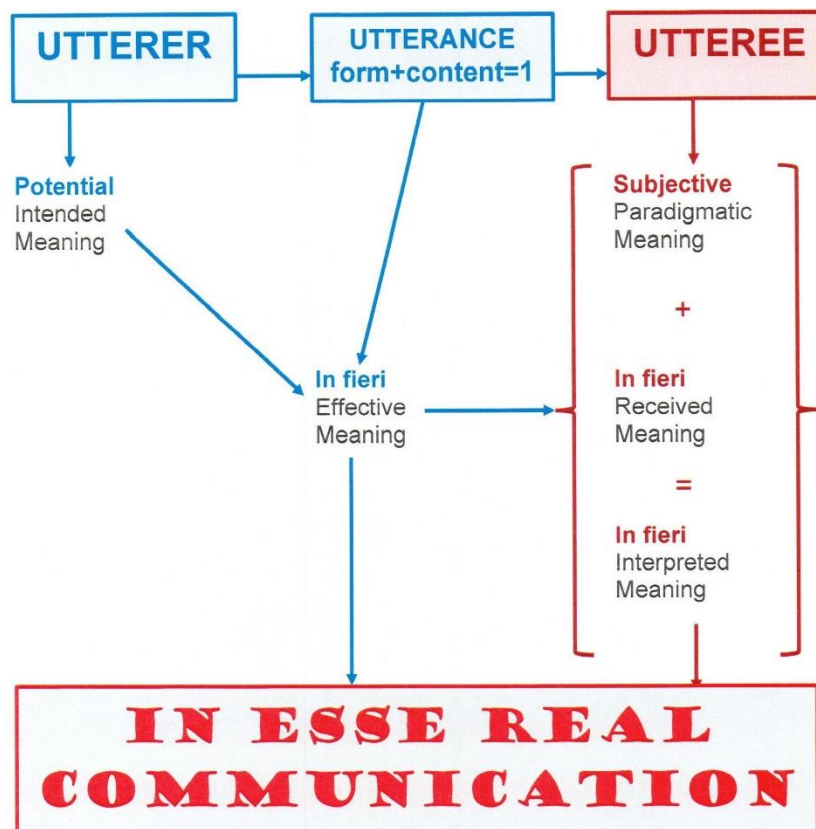 UTTERER
UTTERANCE
form+content=1
UTTEREE
Potential
Intended
Meaning
Subjective
Paradigmatic
Meaning
+
In fieri
Effective
Meaning
In fieri
Received
Meaning
=
In fieri
Interpreted
Meaning
IN ESSE REAL
COMMUNICATION